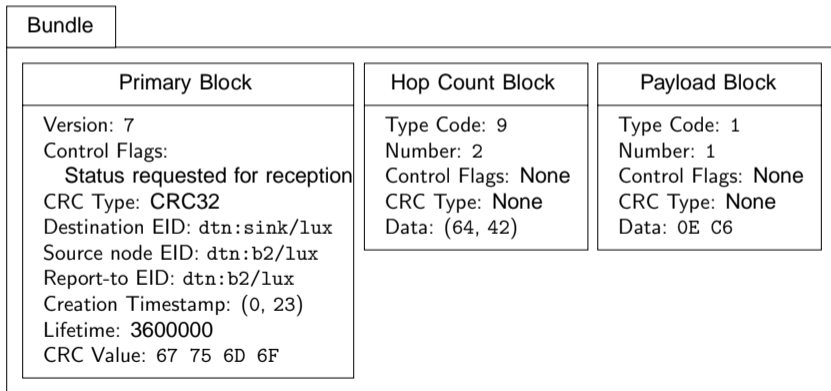 Bundle
Primary Block
Version: 7
Control Flags:
Status requested for reception
CRC Type: CRC32
Destination EID: dtn:sink/lux
Source node EID: dtn:b2/lux
Report-to EID: dtn:b2/lux
Creation Timestamp: (0, 23)
Lifetime: 3600000
CRC Value: 67 75 6D 6F
Hop Count Block
Type Code: 9
Number: 2
Control Flags: None
CRC Type: None
Data: (64, 42)
Payload Block
Type Code: 1
Number: 1
Control Flags: None
CRC Type: None
Data: 0E C6